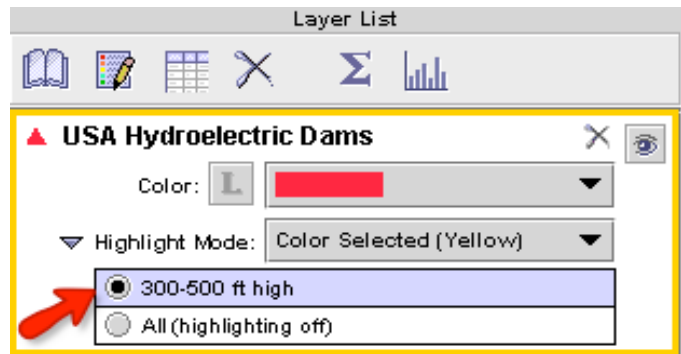 Layer List
Σ
USA Hydroelectric Dams
Color: L
Highlight Mode: Color Selected (Yellow)
300-500 ft high
All (highlighting off)